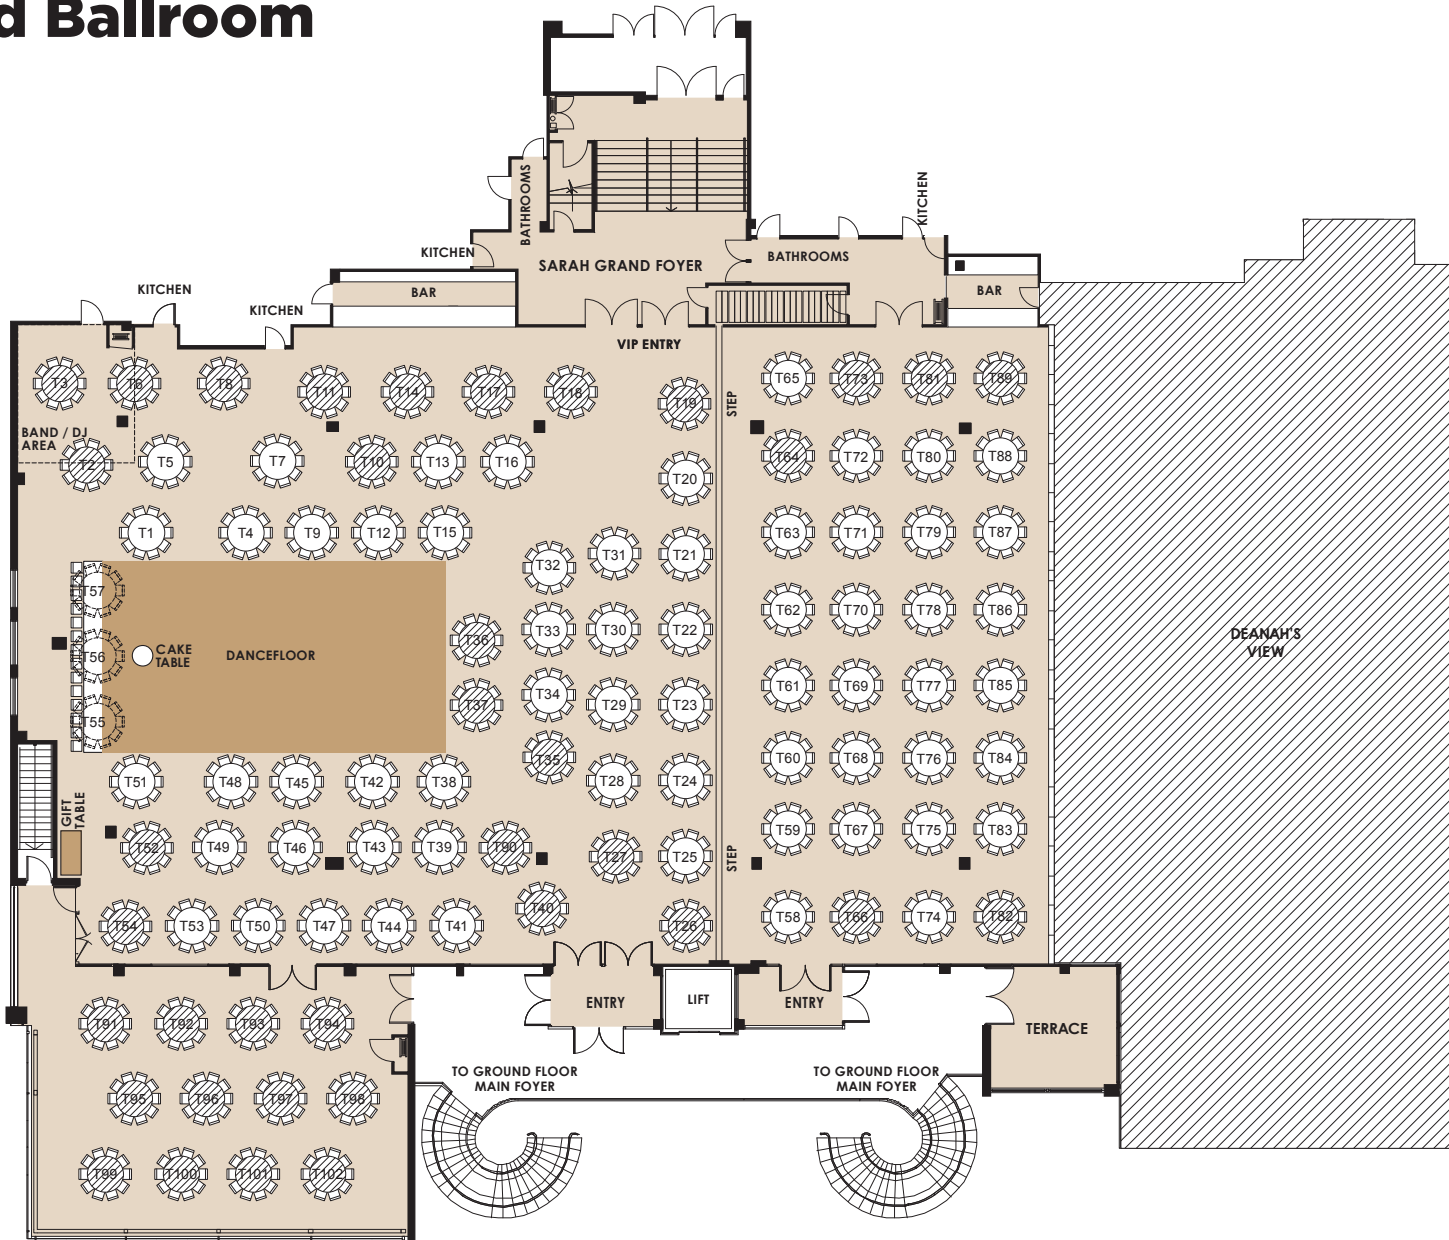 d Ballroom
BATHROOMS
KITCHEN
KITCHEN
SARAH GRAND FOYER
BATHROOMS
KITCHEN
KITCHEN
BAR
BAR
VIP ENTRY
T3
T6
T8
T11
T14
T17
T18
T19
STEP
T65
T73
T81
T89
BAND / DJ
AREA
T2
T5
T7
T10
T13
T16
T20
T64
T72
T80
T88
T1
T4
T9
T12
T15
T32
T31
T21
T63
T71
T79
T87
T57
T36
T33
T30
T22
T62
T70
T78
T86
T56
CAKE
TABLE
DANCEFLOOR
DEANAH'S
VIEW
T55
T37
T34
T29
T23
T61
T69
T77
T85
T35
T51
T48
T45
T42
T38
T28
T24
T60
T68
T76
T84
GIFT
TABLE
T52
T49
T46
T43
T39
T90
T27
T25
STEP
T59
T67
T75
T83
T54
T53
T50
T47
T44
T41
T40
T26
T58
T66
T74
T82
ENTRY
LIFT
ENTRY
TERRACE
T91
T92
T93
T94
TO GROUND FLOOR
MAIN FOYER
TO GROUND FLOOR
MAIN FOYER
T95
T96
T97
T98
T99
T100
T101
T102